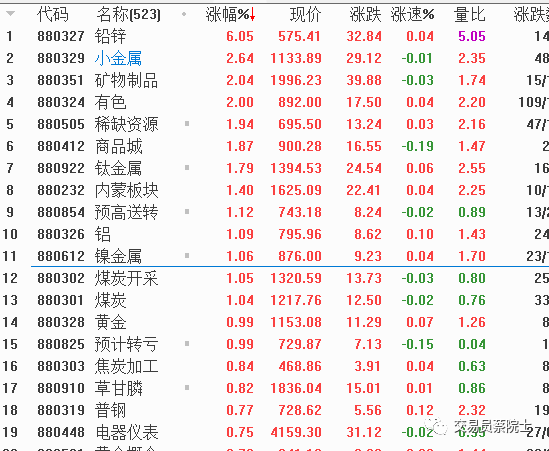 代码 名称(523) 涨幅%↓ 现价 涨跌 涨速% 量比 涨跌
1 880327 铅锌 6.05 575.41 32.84 0.04 5.05 14
2 880329 小金属 2.64 1133.89 29.12 -0.01 2.35 48
3 880351 矿物制品 2.04 1996.23 39.88 -0.03 1.74 15/
4 880324 有色 2.00 892.00 17.50 0.04 2.20 109/
5 880505 稀缺资源 1.94 695.50 13.24 0.03 2.16 47/
6 880412 商品城 1.87 900.28 16.55 -0.19 1.47 2
7 880922 钛金属 1.79 1394.53 24.54 0.06 2.55 16
8 880232 内蒙板块 1.40 1625.09 22.41 0.04 2.25 10/
9 880854 预高送转 1.12 743.18 8.24 -0.02 0.89 13/
10 880326 铝 1.09 795.96 8.62 0.10 1.43 24
11 880612 镍金属 1.06 876.00 9.23 0.04 1.70 23/
12 880302 煤炭开采 1.05 1320.59 13.73 -0.03 0.80 25
13 880301 煤炭 1.04 1217.76 12.50 -0.02 0.76 33
14 880328 黄金 0.99 1153.08 11.29 0.07 1.26 8
15 880825 预计转亏 0.99 729.87 7.13 -0.15 0.04 1
16 880303 焦炭加工 0.84 468.86 3.91 0.04 0.63 8
17 880910 草甘膦 0.82 1836.04 15.01 0.01 0.86 8
18 880319 普钢 0.77 728.62 5.56 0.12 2.32 19
19 880448 电器仪表 0.75 4159.30 31.12 -0.02 27/
交易员蔡院士